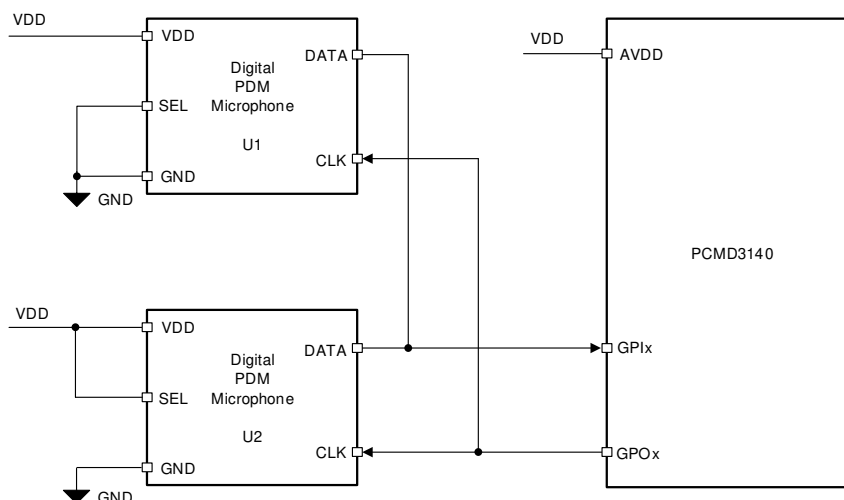 VDD
VDD
DATA
SEL
Digital
PDM
Microphone
U1
CLK
GND
GND
VDD
AVDD
PCMD3140
GPIx
GPOx
VDD
VDD
DATA
SEL
Digital
PDM
Microphone
U2
CLK
GND
GND